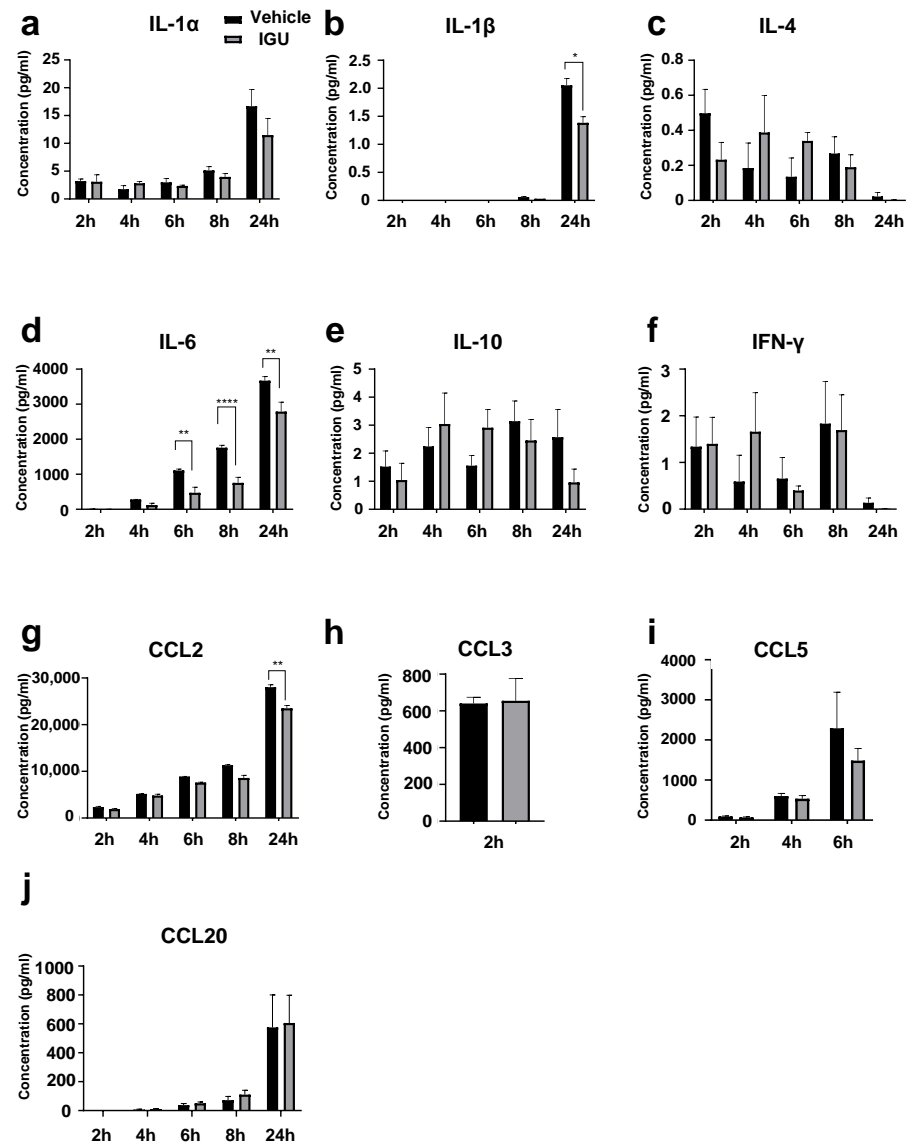 a IL-1α Vehicle IGU
Concentration (pg/ml)
25
20
15
10
5
0
2h 4h 6h 8h 24h
b IL-1β
Concentration (pg/ml)
2.5
2.0
1.5
1.0
0.5
0
*
2h 4h 6h 8h 24h
c IL-4
Concentration (pg/ml)
0.8
0.6
0.4
0.2
0
2h 4h 6h 8h 24h
d IL-6
Concentration (pg/ml)
4000
3000
2000
1000
0
** **** **
2h 4h 6h 8h 24h
e IL-10
Concentration (pg/ml)
5
4
3
2
1
0
2h 4h 6h 8h 24h
f IFN-γ
Concentration (pg/ml)
3
2
1
0
2h 4h 6h 8h 24h
g CCL2
Concentration (pg/ml)
30,000
20,000
10,000
0
**
2h 4h 6h 8h 24h
h CCL3
Concentration (pg/ml)
800
600
400
200
0
2h
i CCL5
Concentration (pg/ml)
4000
3000
2000
1000
0
2h 4h 6h
j
CCL20
Concentration (pg/ml)
1000
800
600
400
200
0
2h 4h 6h 8h 24h